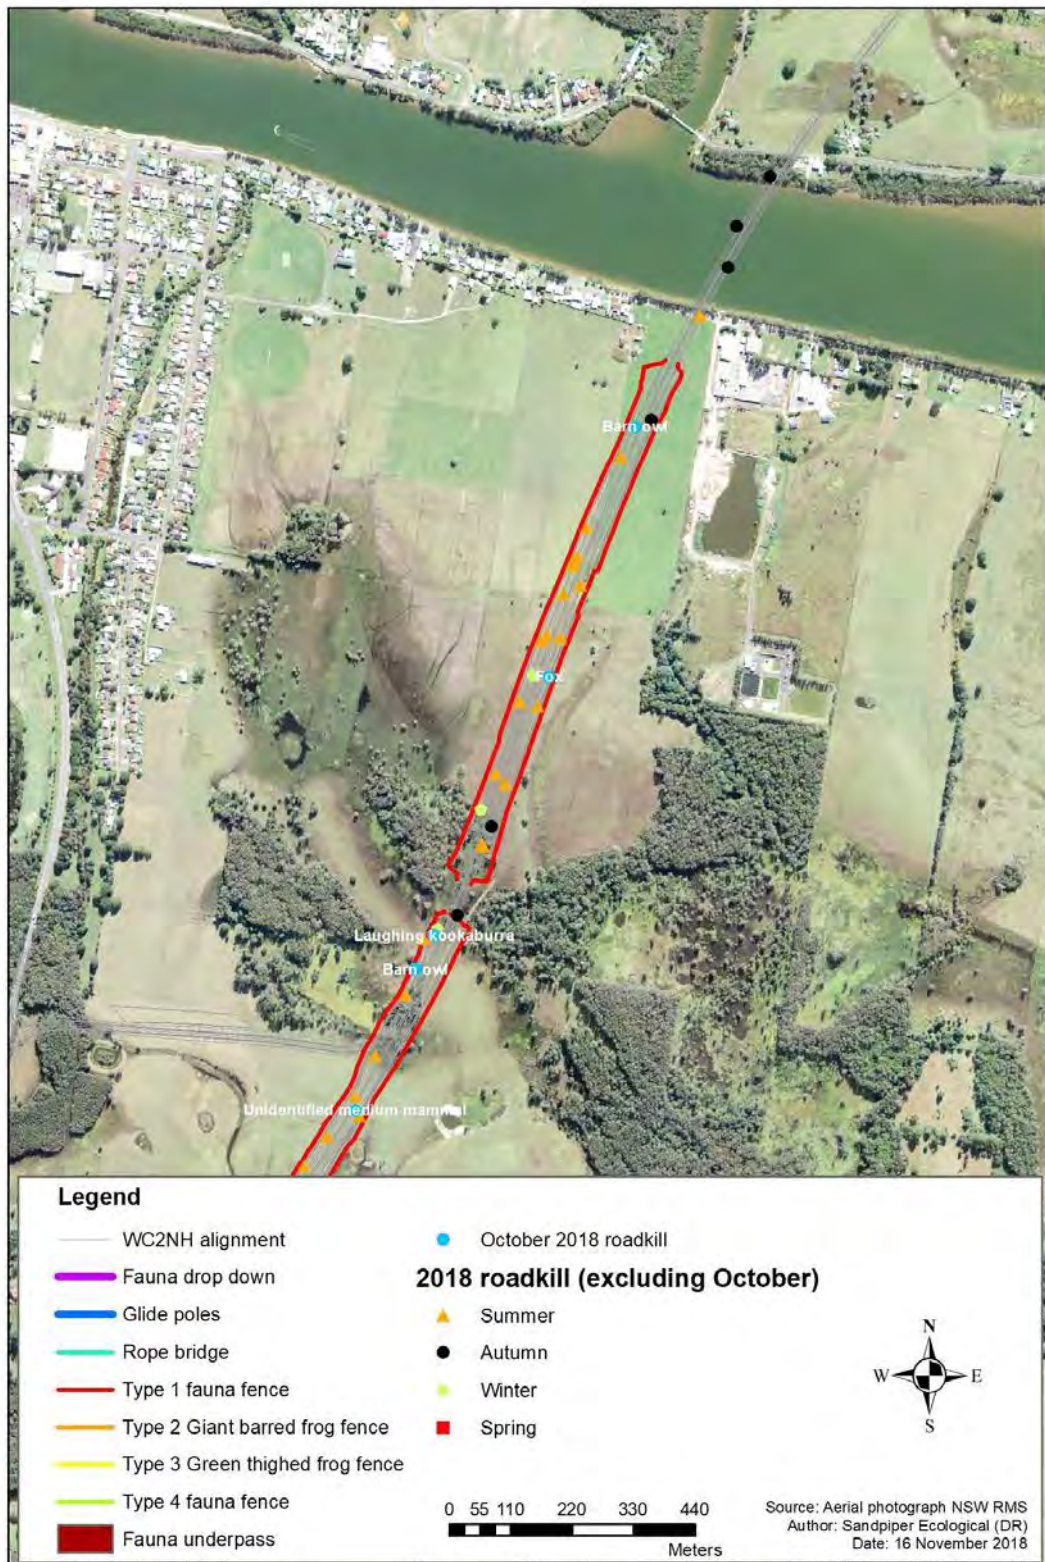 Barn owl
Fox
Laughing kookaburra
Barn owl
Unidentified medium mammal
Legend
WC2NH alignment
Fauna drop down
Glide poles
Rope bridge
Type 1 fauna fence
Type 2 Giant barred frog fence
Type 3 Green thighed frog fence
Type 4 fauna fence
Fauna underpass
October 2018 roadkill
2018 roadkill (excluding October)
Summer
Autumn
Winter
Spring
N
W E
S
0 55 110 220 330 440
Meters
Source: Aerial photograph NSW RMS
Author: Sandpiper Ecological (DR)
Date: 16 November 2018